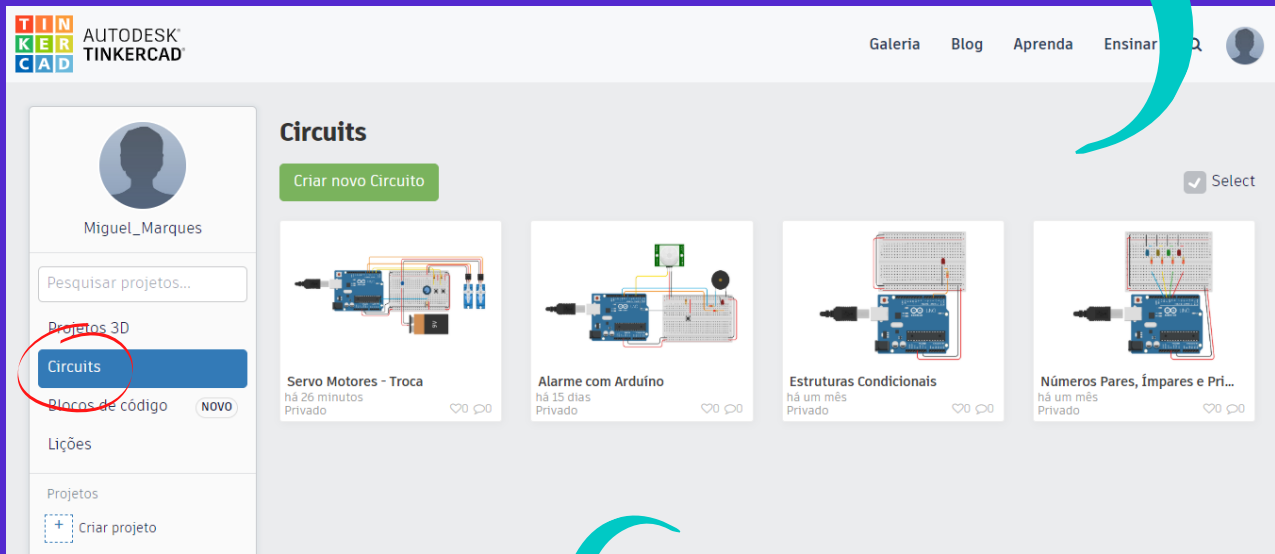 TIN
KER
CAD
AUTODESK®
TINKERCAD®
Galeria Blog Aprenda Ensinar
Miguel_Marques
Pesquisar projetos...
Projetos 3D
Circuits
Blocos de código NOVO
Lições
Projetos
+ Criar projeto
Circuits
Criar novo Circuito
Select
Servo Motores - Troca
há 26 minutos
Privado
0 0
Alarme com Arduíno
há 15 dias
Privado
0 0
Estruturas Condicionais
há um mês
Privado
0 0
Números Pares, Ímpares e Pri...
há um mês
Privado
0 0